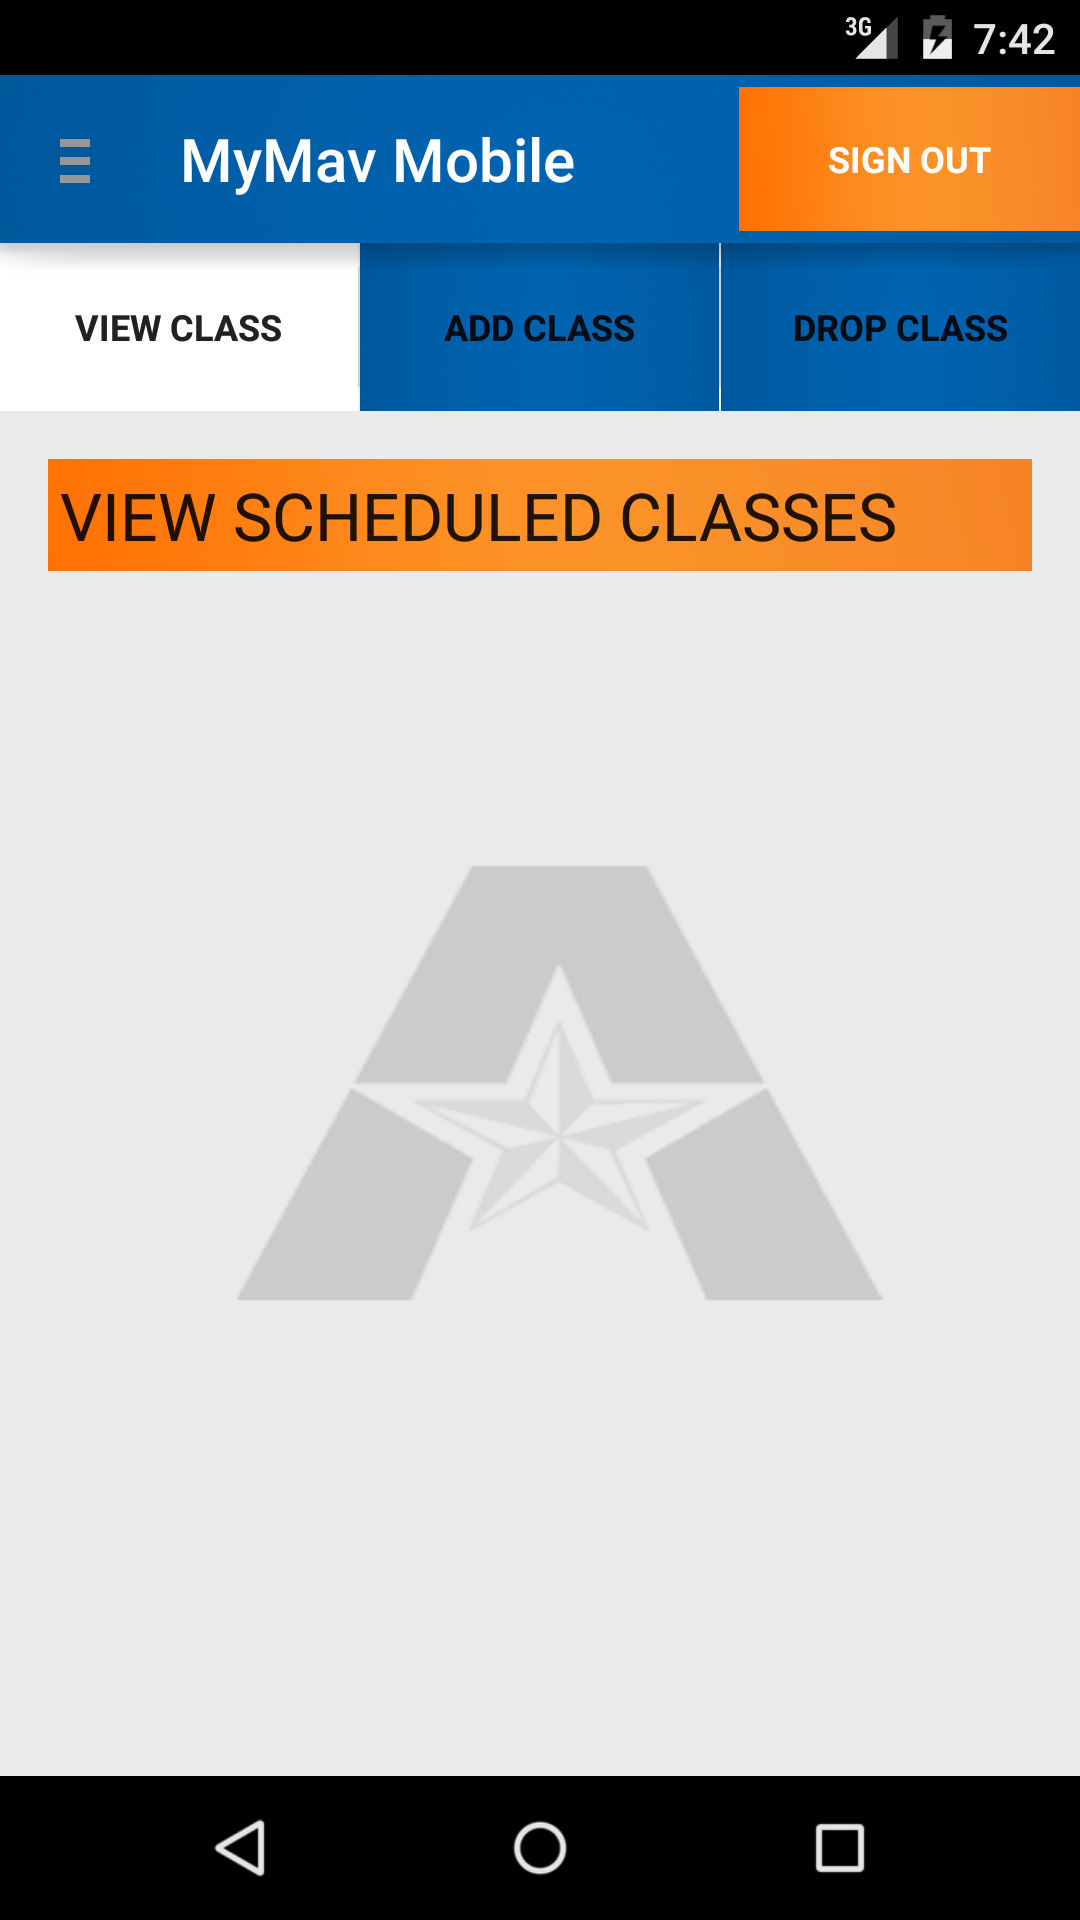 3G 7:42
MyMav Mobile SIGN OUT
VIEW CLASS ADD CLASS DROP CLASS
VIEW SCHEDULED CLASSES